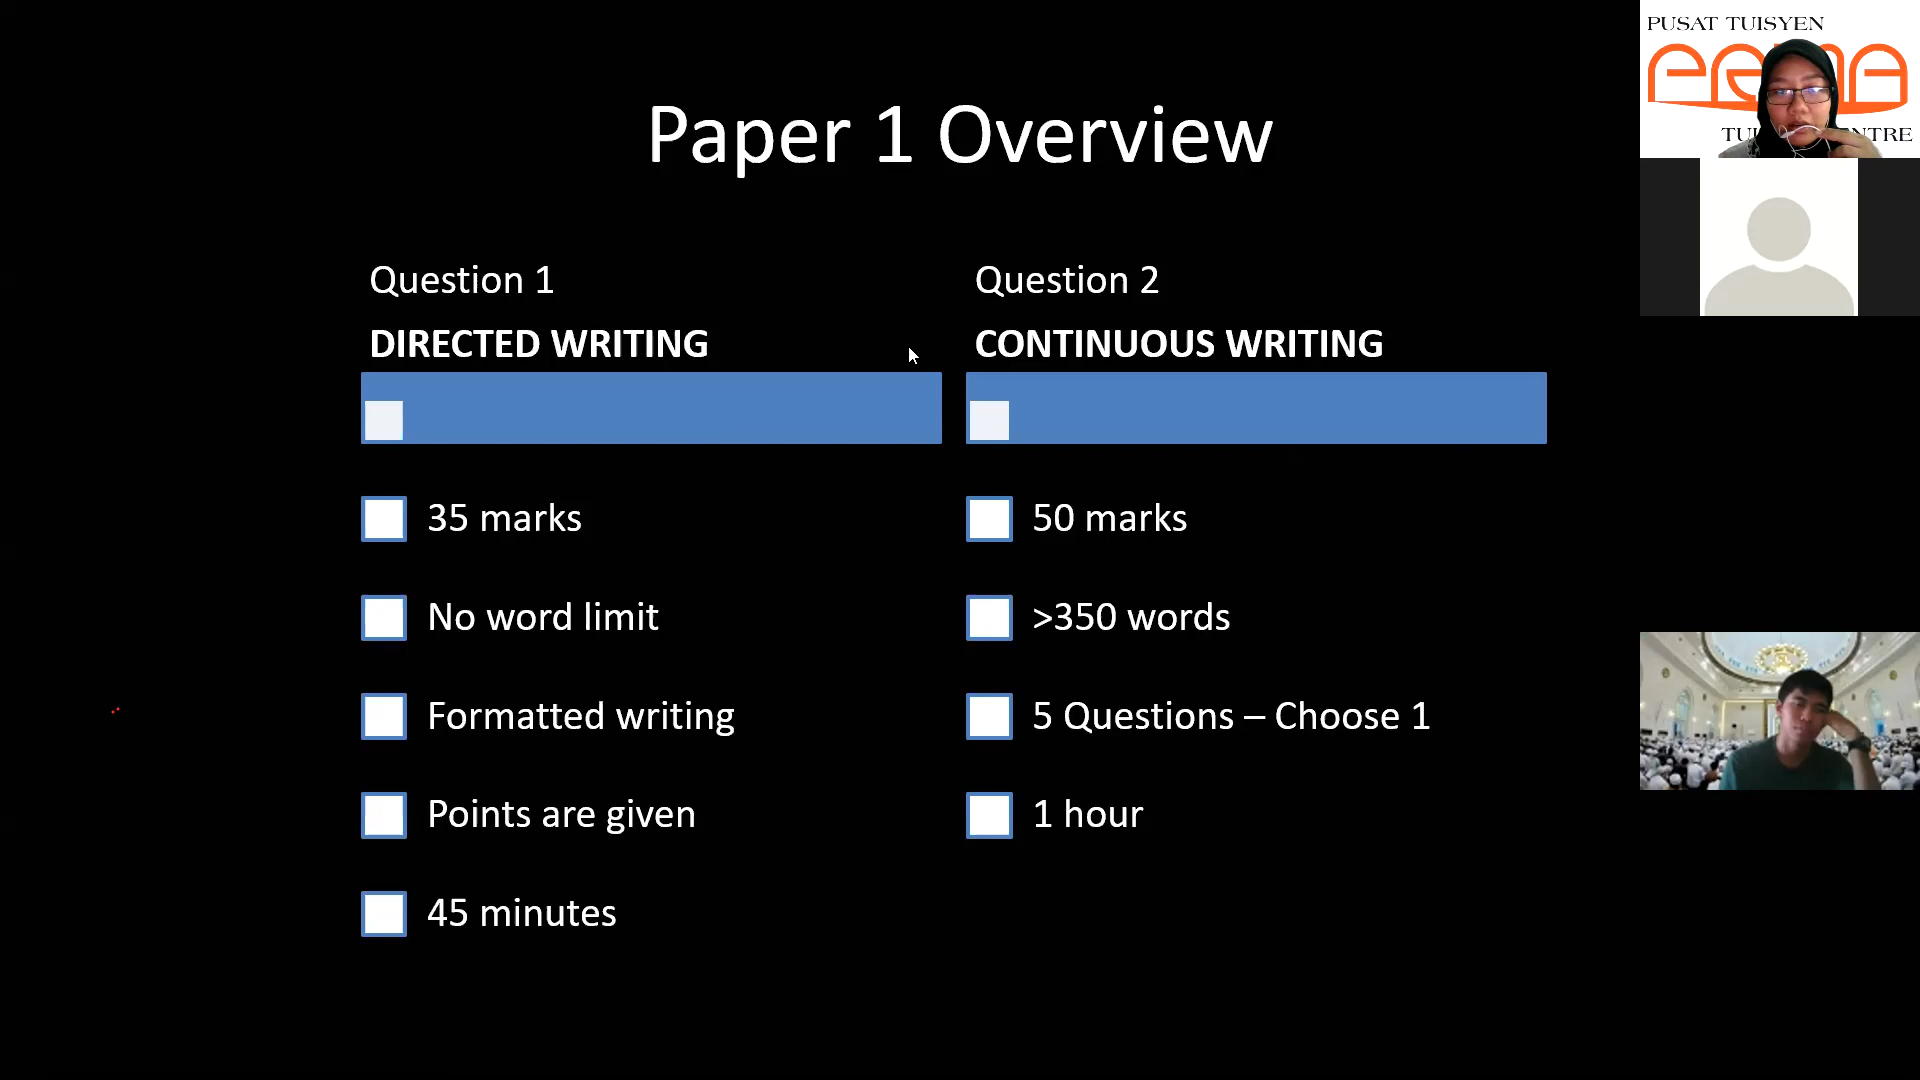 Paper 1 Overview
Question 1
DIRECTED WRITING
35 marks
No word limit
Formatted writing
Points are given
45 minutes
Question 2
CONTINUOUS WRITING
50 marks
>350 words
5 Questions – Choose 1
1 hour
PUSAT TUISYEN